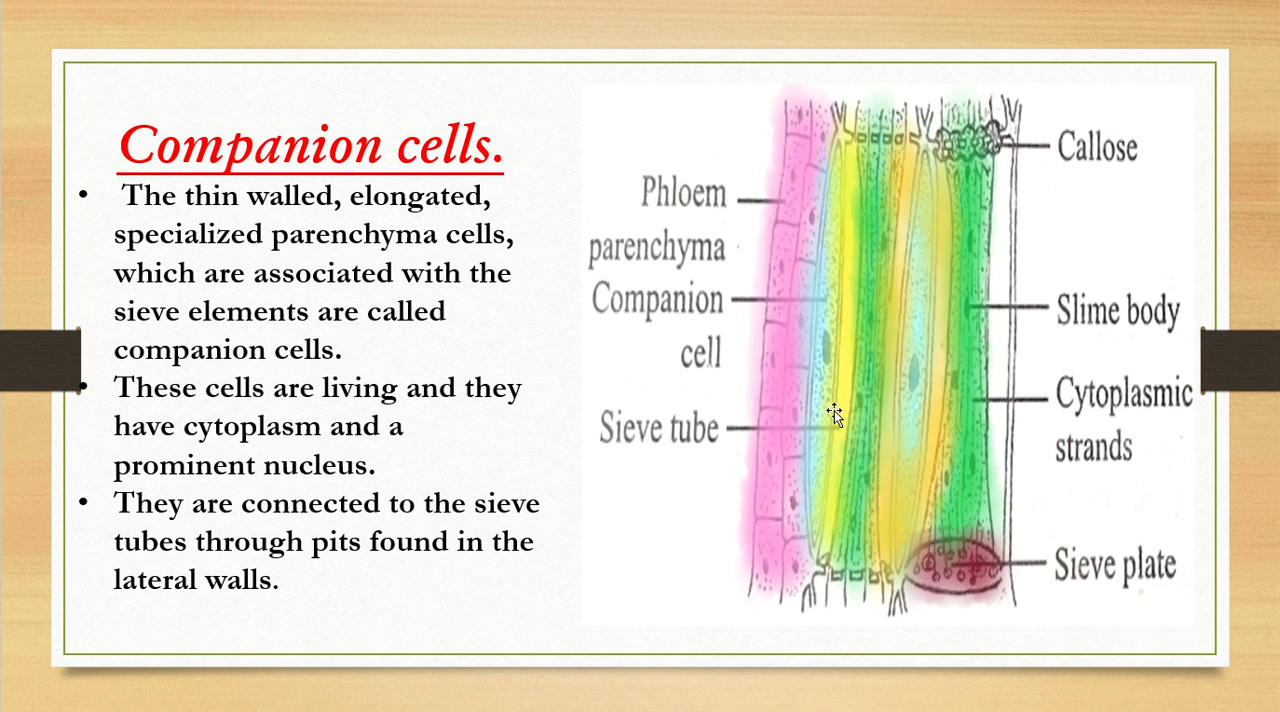 Companion cells.
• The thin walled, elongated,
specialized parenchyma cells,
which are associated with the
sieve elements are called
companion cells.
• These cells are living and they
have cytoplasm and a
prominent nucleus.
• They are connected to the sieve
tubes through pits found in the
lateral walls.
Phloem
parenchyma
Companion
cell
Sieve tube
Callose
Slime body
Cytoplasmic
strands
Sieve plate